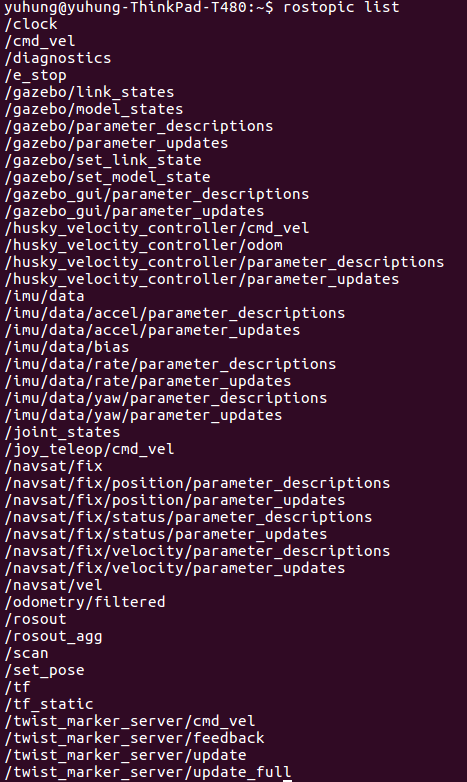 yuhung@yuhung-ThinkPad-T480:~$ rostopic list
/clock
/cmd_vel
/diagnostics
/e_stop
/gazebo/link_states
/gazebo/model_states
/gazebo/parameter_descriptions
/gazebo/parameter_updates
/gazebo/set_link_state
/gazebo/set_model_state
/gazebo_gui/parameter_descriptions
/gazebo_gui/parameter_updates
/husky_velocity_controller/cmd_vel
/husky_velocity_controller/odom
/husky_velocity_controller/parameter_descriptions
/husky_velocity_controller/parameter_updates
/imu/data
/imu/data/accel/parameter_descriptions
/imu/data/accel/parameter_updates
/imu/data/bias
/imu/data/rate/parameter_descriptions
/imu/data/rate/parameter_updates
/imu/data/yaw/parameter_descriptions
/imu/data/yaw/parameter_updates
/joint_states
/joy_teleop/cmd_vel
/navsat/fix
/navsat/fix/position/parameter_descriptions
/navsat/fix/position/parameter_updates
/navsat/fix/status/parameter_descriptions
/navsat/fix/status/parameter_updates
/navsat/fix/velocity/parameter_descriptions
/navsat/fix/velocity/parameter_updates
/navsat/vel
/odometry/filtered
/rosout
/rosout_agg
/scan
/set_pose
/tf
/tf_static
/twist_marker_server/cmd_vel
/twist_marker_server/feedback
/twist_marker_server/update
/twist_marker_server/update_full